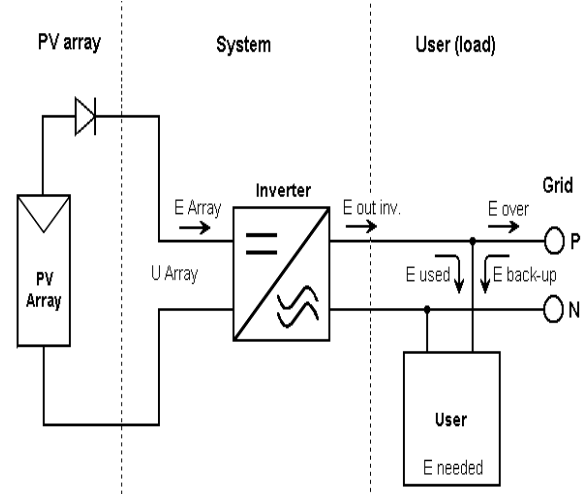 PV array
System
User (load)
Inverter
Grid
E Array
E out inv.
E over
P
PV
Array
U Array
E used
E back-up
N
User
E needed